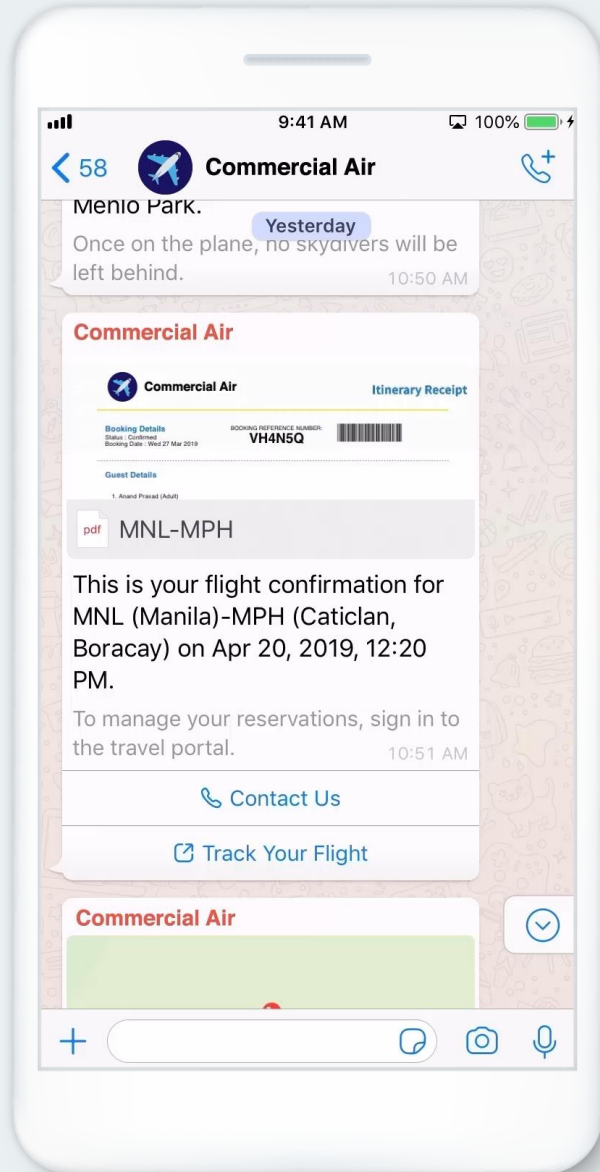 9:41 AM
100%
58
Commercial Air
Menlo Park.
Yesterday
Once on the plane, no skydivers will be
left behind.
10:50 AM
Commercial Air
Commercial Air
Itinerary Receipt
Booking Details
Status : Confirmed
Booking Date : Wed 27 Mar 2019
BOOKING REFERENCE NUMBER:
VH4N5Q
Guest Details
1. Anand Prasad (Adult)
pdf
MNL-MPH
This is your flight confirmation for
MNL (Manila)-MPH (Caticlan,
Boracay) on Apr 20, 2019, 12:20
PM.
To manage your reservations, sign in to
the travel portal.
10:51 AM
Contact Us
Track Your Flight
Commercial Air